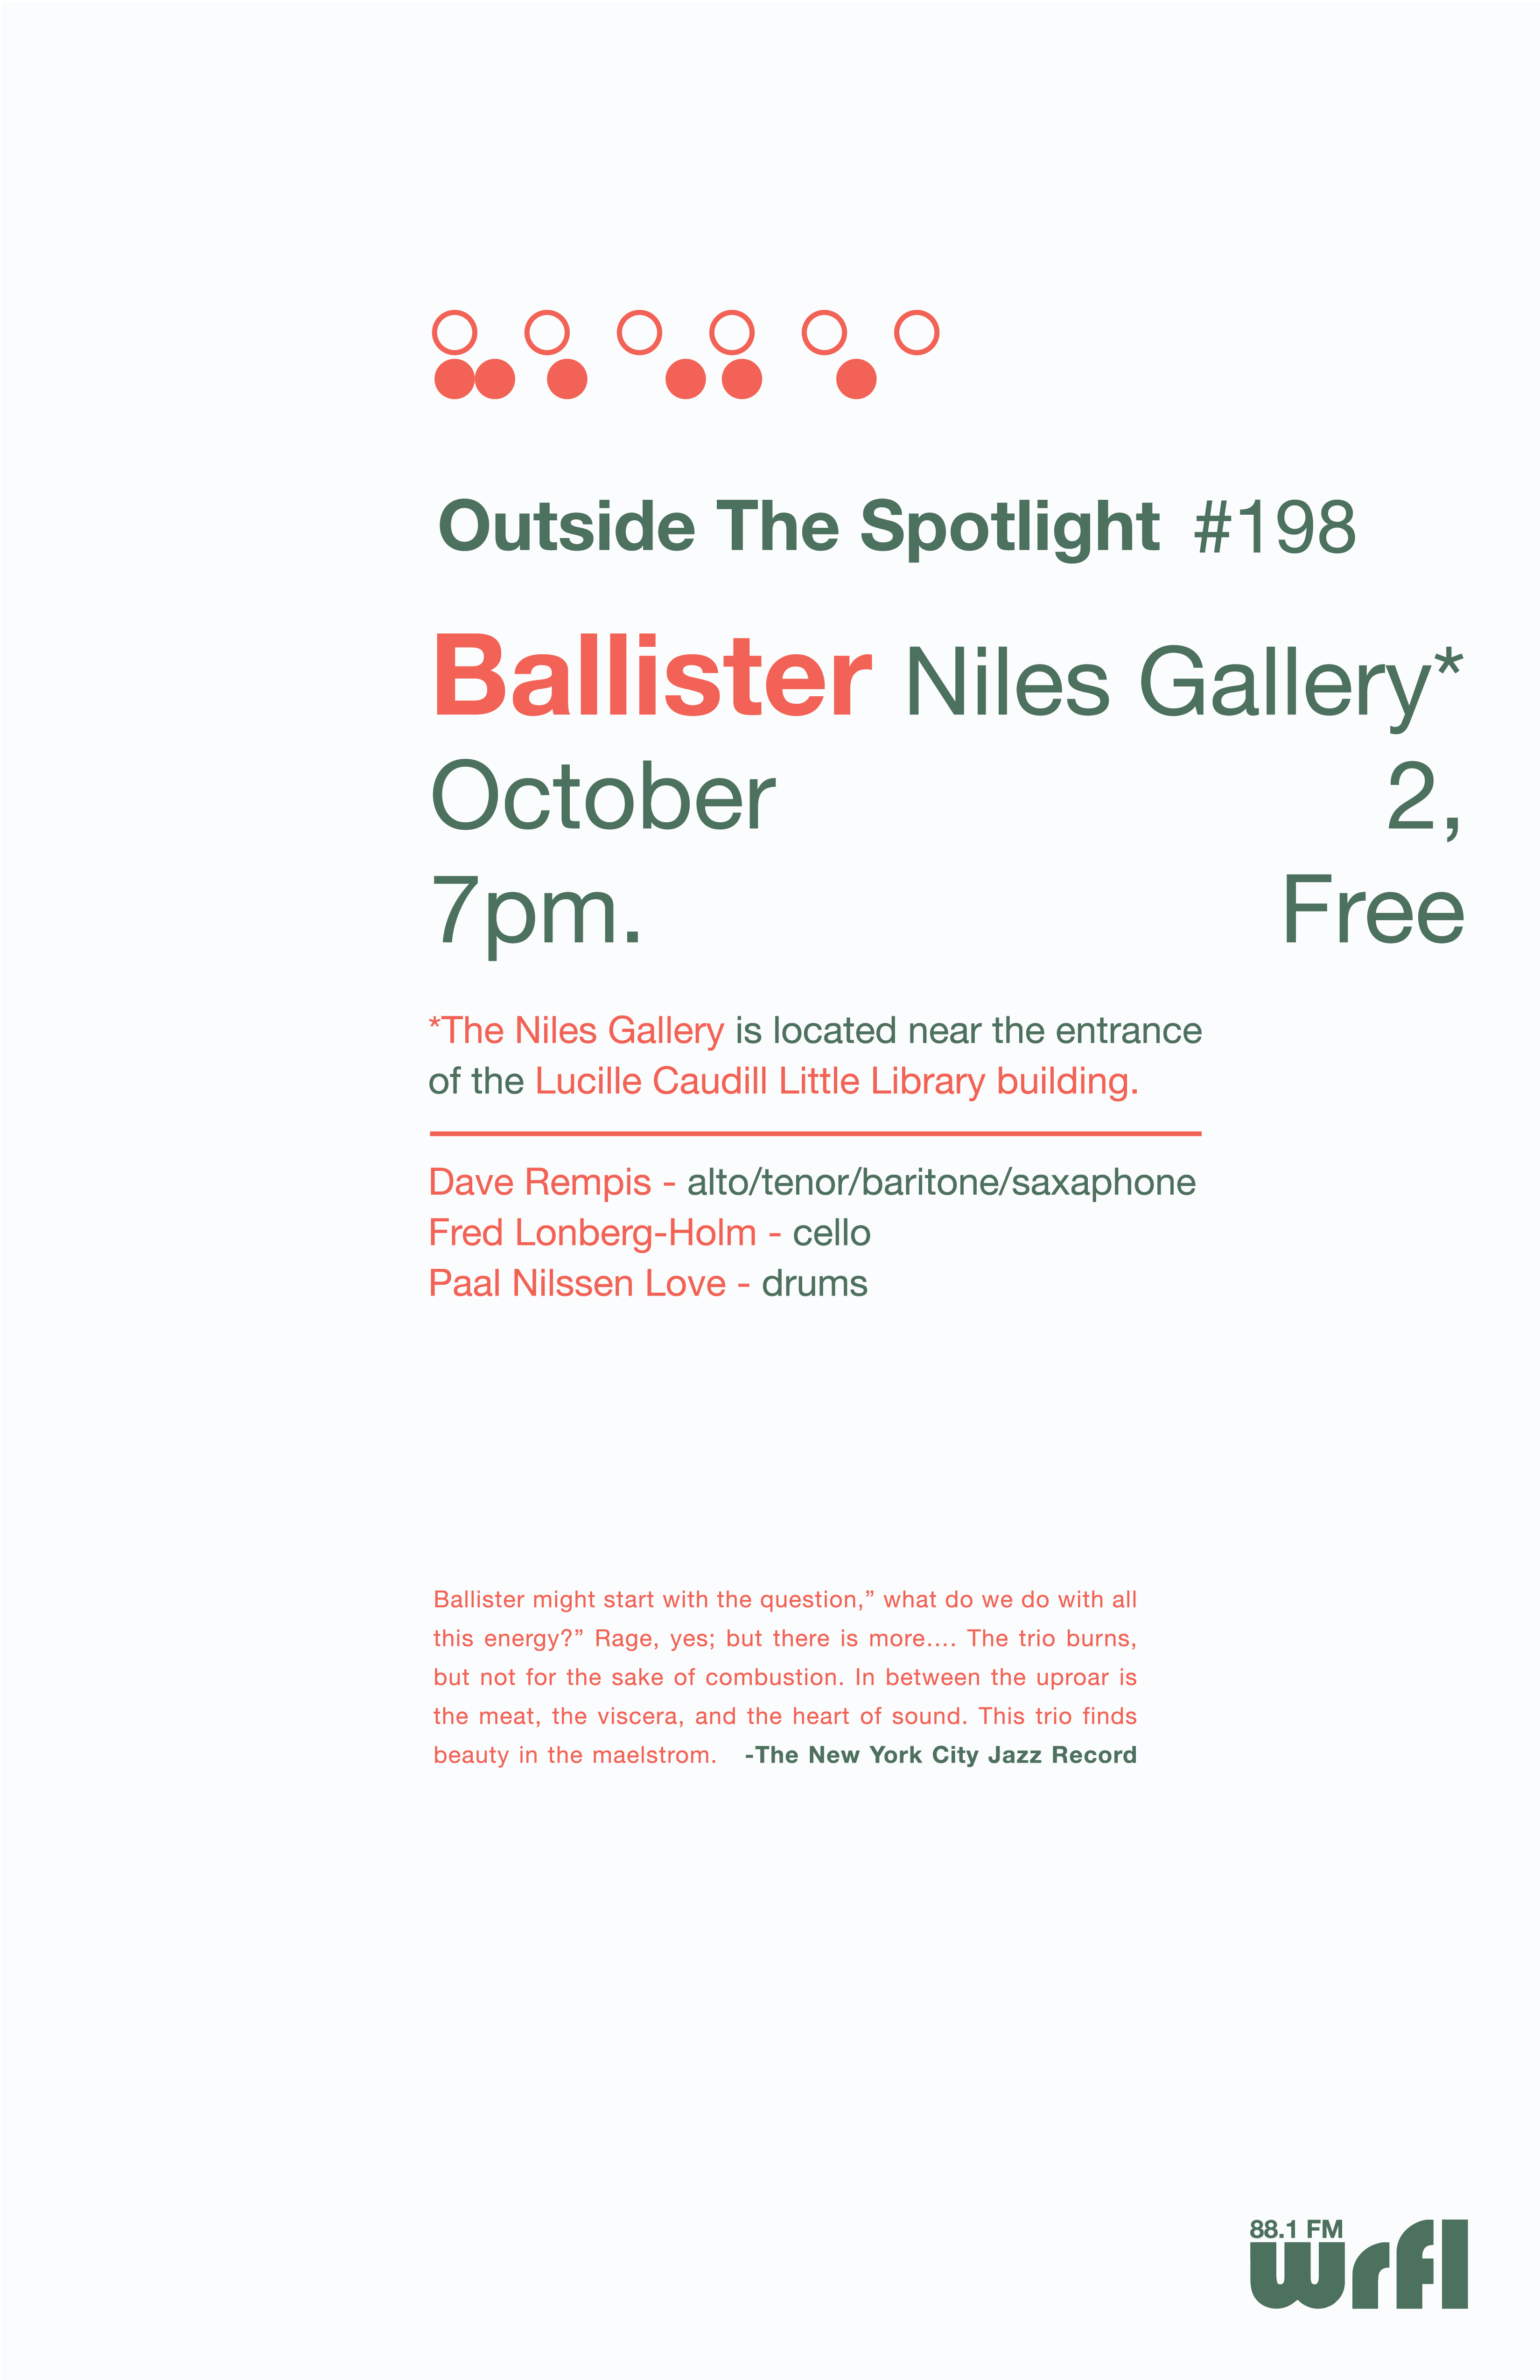 Outside The Spotlight #198
Ballister Niles Gallery*
October 2,
7pm. Free
*The Niles Gallery is located near the entrance
of the Lucille Caudill Little Library building.
Dave Rempis - alto/tenor/baritone/saxaphone
Fred Lonberg-Holm - cello
Paal Nilssen Love - drums
Ballister might start with the question,” what do we do with all
this energy?” Rage, yes; but there is more.... The trio burns,
but not for the sake of combustion. In between the uproar is
the meat, the viscera, and the heart of sound. This trio finds
beauty in the maelstrom. -The New York City Jazz Record
88.1 FM
wrfl